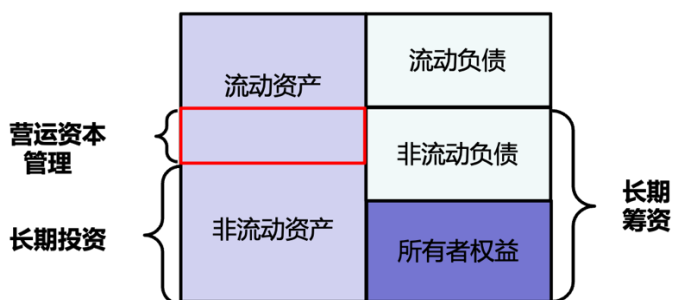 流动资产
流动负债
营运资本
管理
非流动负债
长期投资
非流动资产
所有者权益
长期
筹资